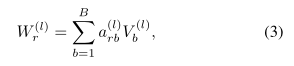 $W_r^{(l)} = \sum_{b=1}^{B} a_{rb}^{(l)} V_b^{(l)},$ (3)